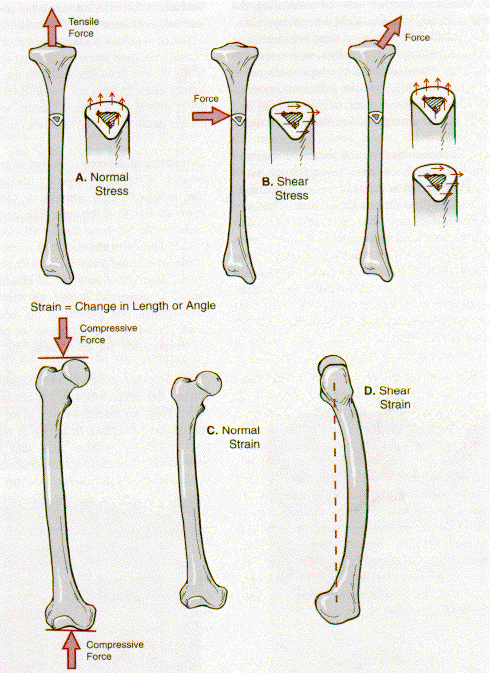 Tensile
Force
Force
Force
A. Normal
Stress
B. Shear
Stress
Strain = Change in Length or Angle
Compressive
Force
C. Normal
Strain
D. Shear
Strain
Compressive
Force